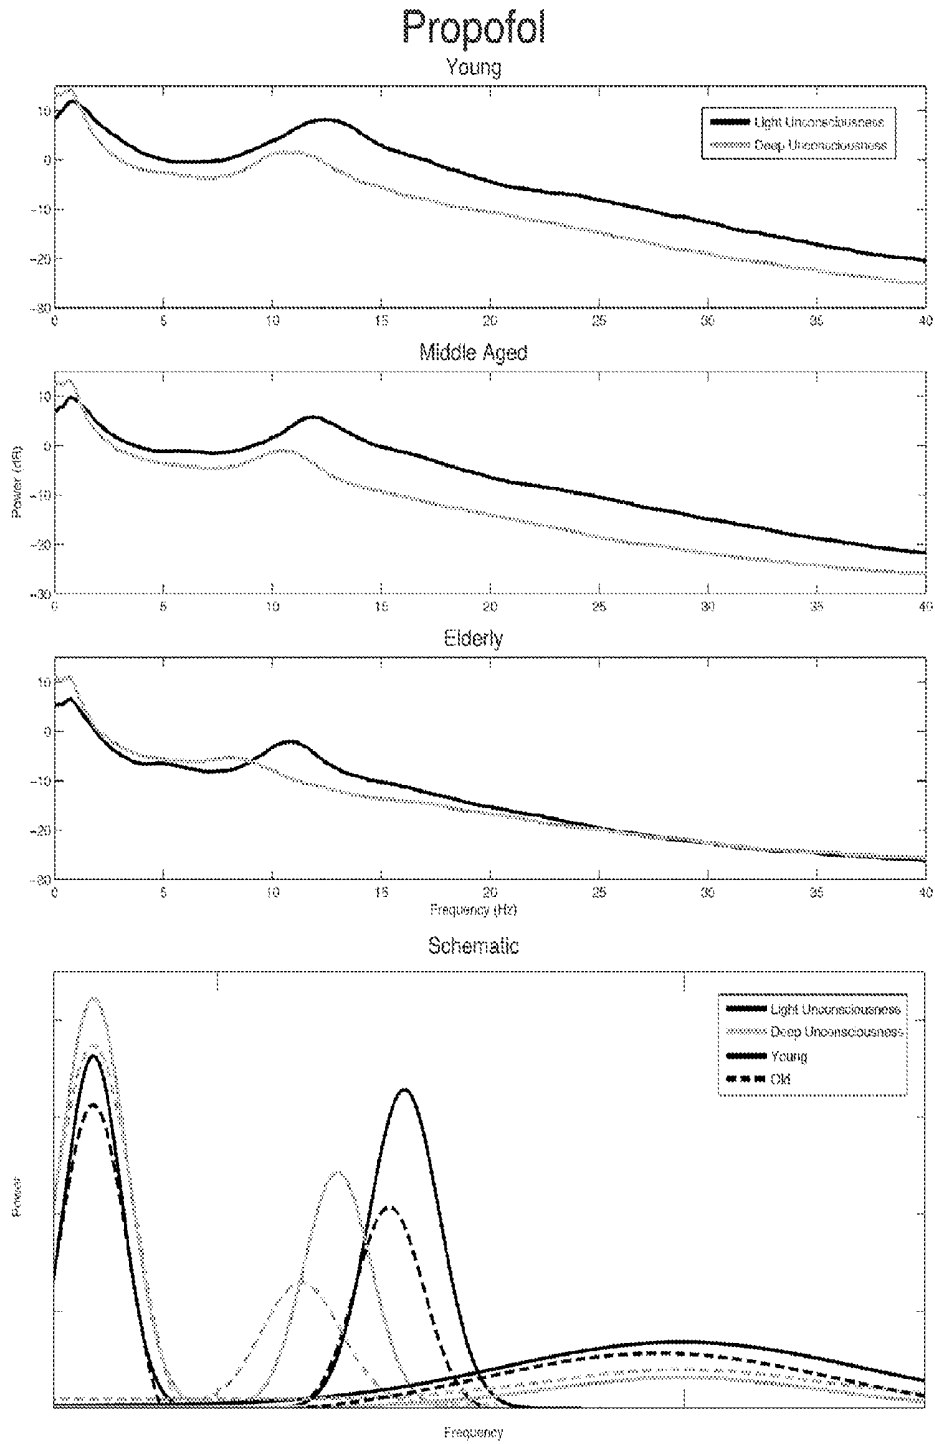 Propofol
Young
10
0
-10
-20
-30
0 5 10 15 20 25 30 35 40
Light Unconsciousness
Deep Unconsciousness
Middle Aged
Power (dB)
10
0
-10
-20
-30
0 5 10 15 20 25 30 35 40
Elderly
10
0
-10
-20
-30
0 5 10 15 20 25 30 35 40
Frequency (Hz)
Schematic
Light Unconsciousness
Deep Unconsciousness
Young
Old
Power
Frequency